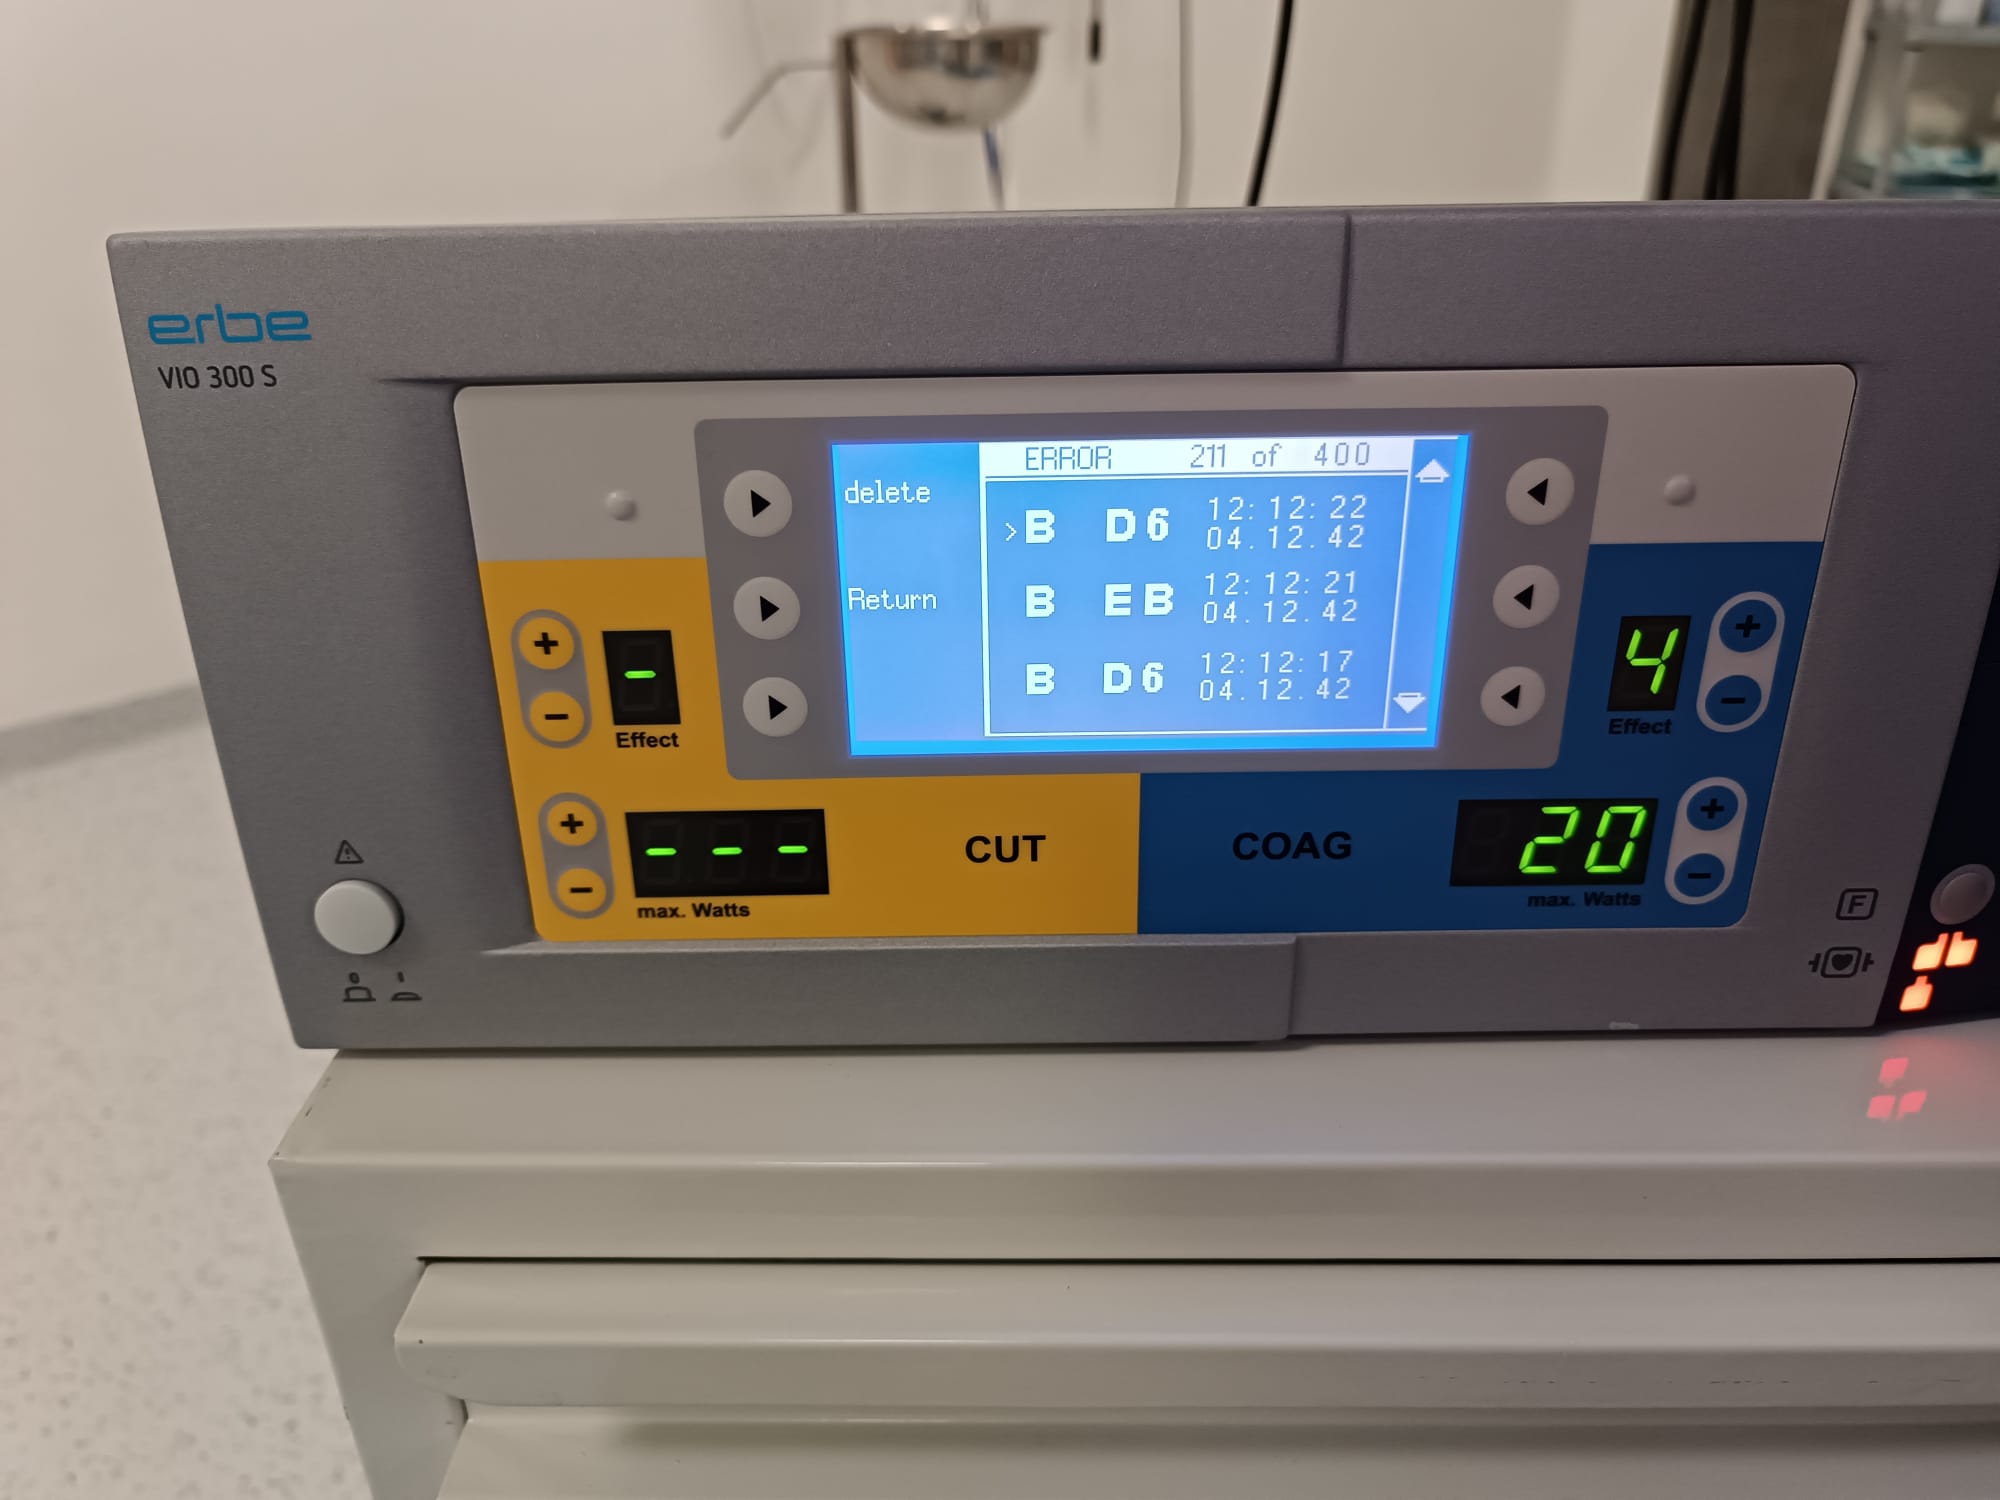 erbe
VIO 300 S
ERROR 211 of 400
delete
>B D6 12:12:22
04.12.42
Return
B EB 12:12:21
04.12.42
B D6 12:12:17
04.12.42
+
-
-
Effect
4
+
-
Effect
+
-
- - -
max. Watts
CUT
COAG
20
max. Watts
+
-
F